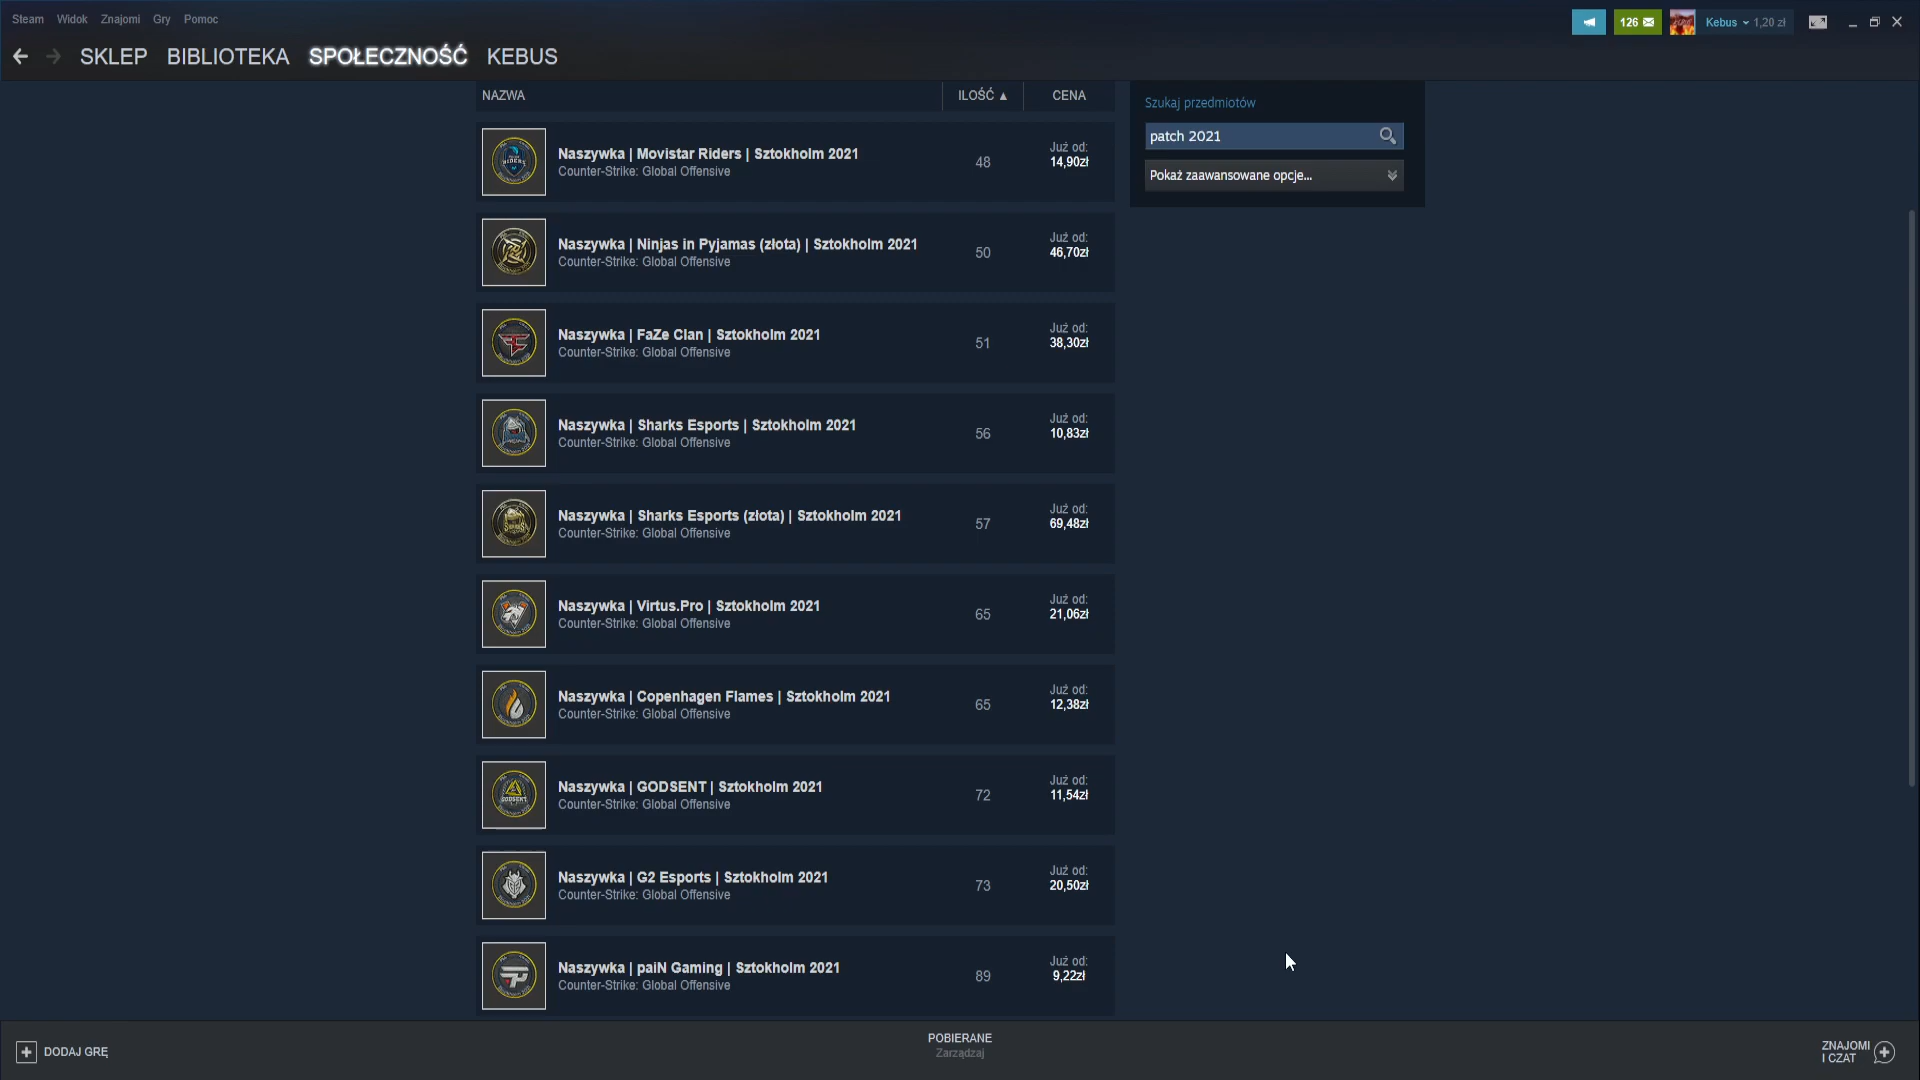 Steam Widok Znajomi Gry Pomoc
126
Kebus 1,20 zł
SKLEP BIBLIOTEKA SPOŁECZNOŚĆ KEBUS
NAZWA ILOŚĆ ▲ CENA
Szukaj przedmiotów
patch 2021
Pokaż zaawansowane opcje...
Naszywka | Movistar Riders | Sztokholm 2021
Counter-Strike: Global Offensive
48
Już od:
14,90zł
Naszywka | Ninjas in Pyjamas (złota) | Sztokholm 2021
Counter-Strike: Global Offensive
50
Już od:
46,70zł
Naszywka | FaZe Clan | Sztokholm 2021
Counter-Strike: Global Offensive
51
Już od:
38,30zł
Naszywka | Sharks Esports | Sztokholm 2021
Counter-Strike: Global Offensive
56
Już od:
10,83zł
Naszywka | Sharks Esports (złota) | Sztokholm 2021
Counter-Strike: Global Offensive
57
Już od:
69,48zł
Naszywka | Virtus.Pro | Sztokholm 2021
Counter-Strike: Global Offensive
65
Już od:
21,06zł
Naszywka | Copenhagen Flames | Sztokholm 2021
Counter-Strike: Global Offensive
65
Już od:
12,38zł
Naszywka | GODSENT | Sztokholm 2021
Counter-Strike: Global Offensive
72
Już od:
11,54zł
Naszywka | G2 Esports | Sztokholm 2021
Counter-Strike: Global Offensive
73
Już od:
20,50zł
Naszywka | paiN Gaming | Sztokholm 2021
Counter-Strike: Global Offensive
89
Już od:
9,22zł
DODAJ GRĘ
POBIERANE
Zarządzaj
ZNAJOMI
I CZAT